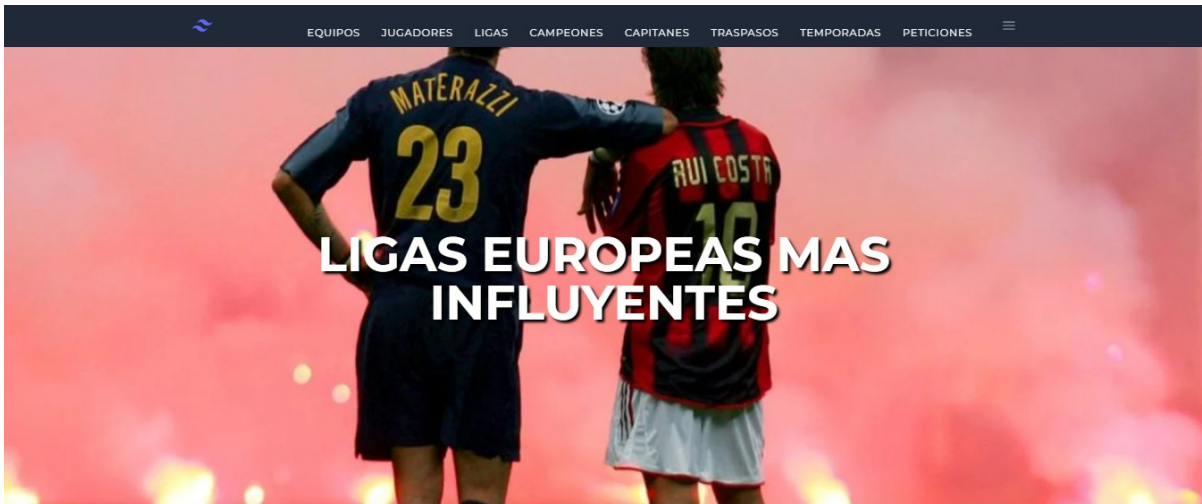 EQUIPOS JUGADORES LIGAS CAMPEONES CAPITANES TRASPASOS TEMPORADAS PETICIONES
MATERAZZI
23
RUI COSTA
10
LIGAS EUROPEAS MAS
INFLUYENTES